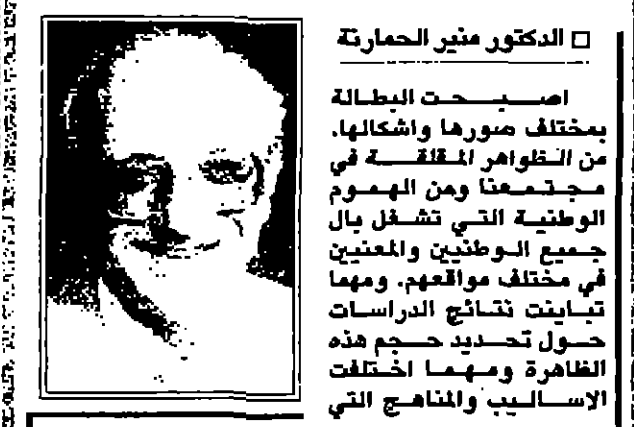 □ الدكتور منير الحمارنة
اصبحت البطالة
بمختلف صورها واشكالها.
من الظواهر المقلقة في
مجتمعنا ومن الهموم
الوطنية التي تشغل بال
جميع الوطنيين والمعنيين
في مختلف مواقعهم. ومهما
تباينت نتائج الدراسات
حول تحديد حجم هذه
الظاهرة ومهما اختلفت
الاساليب والمناهج التي